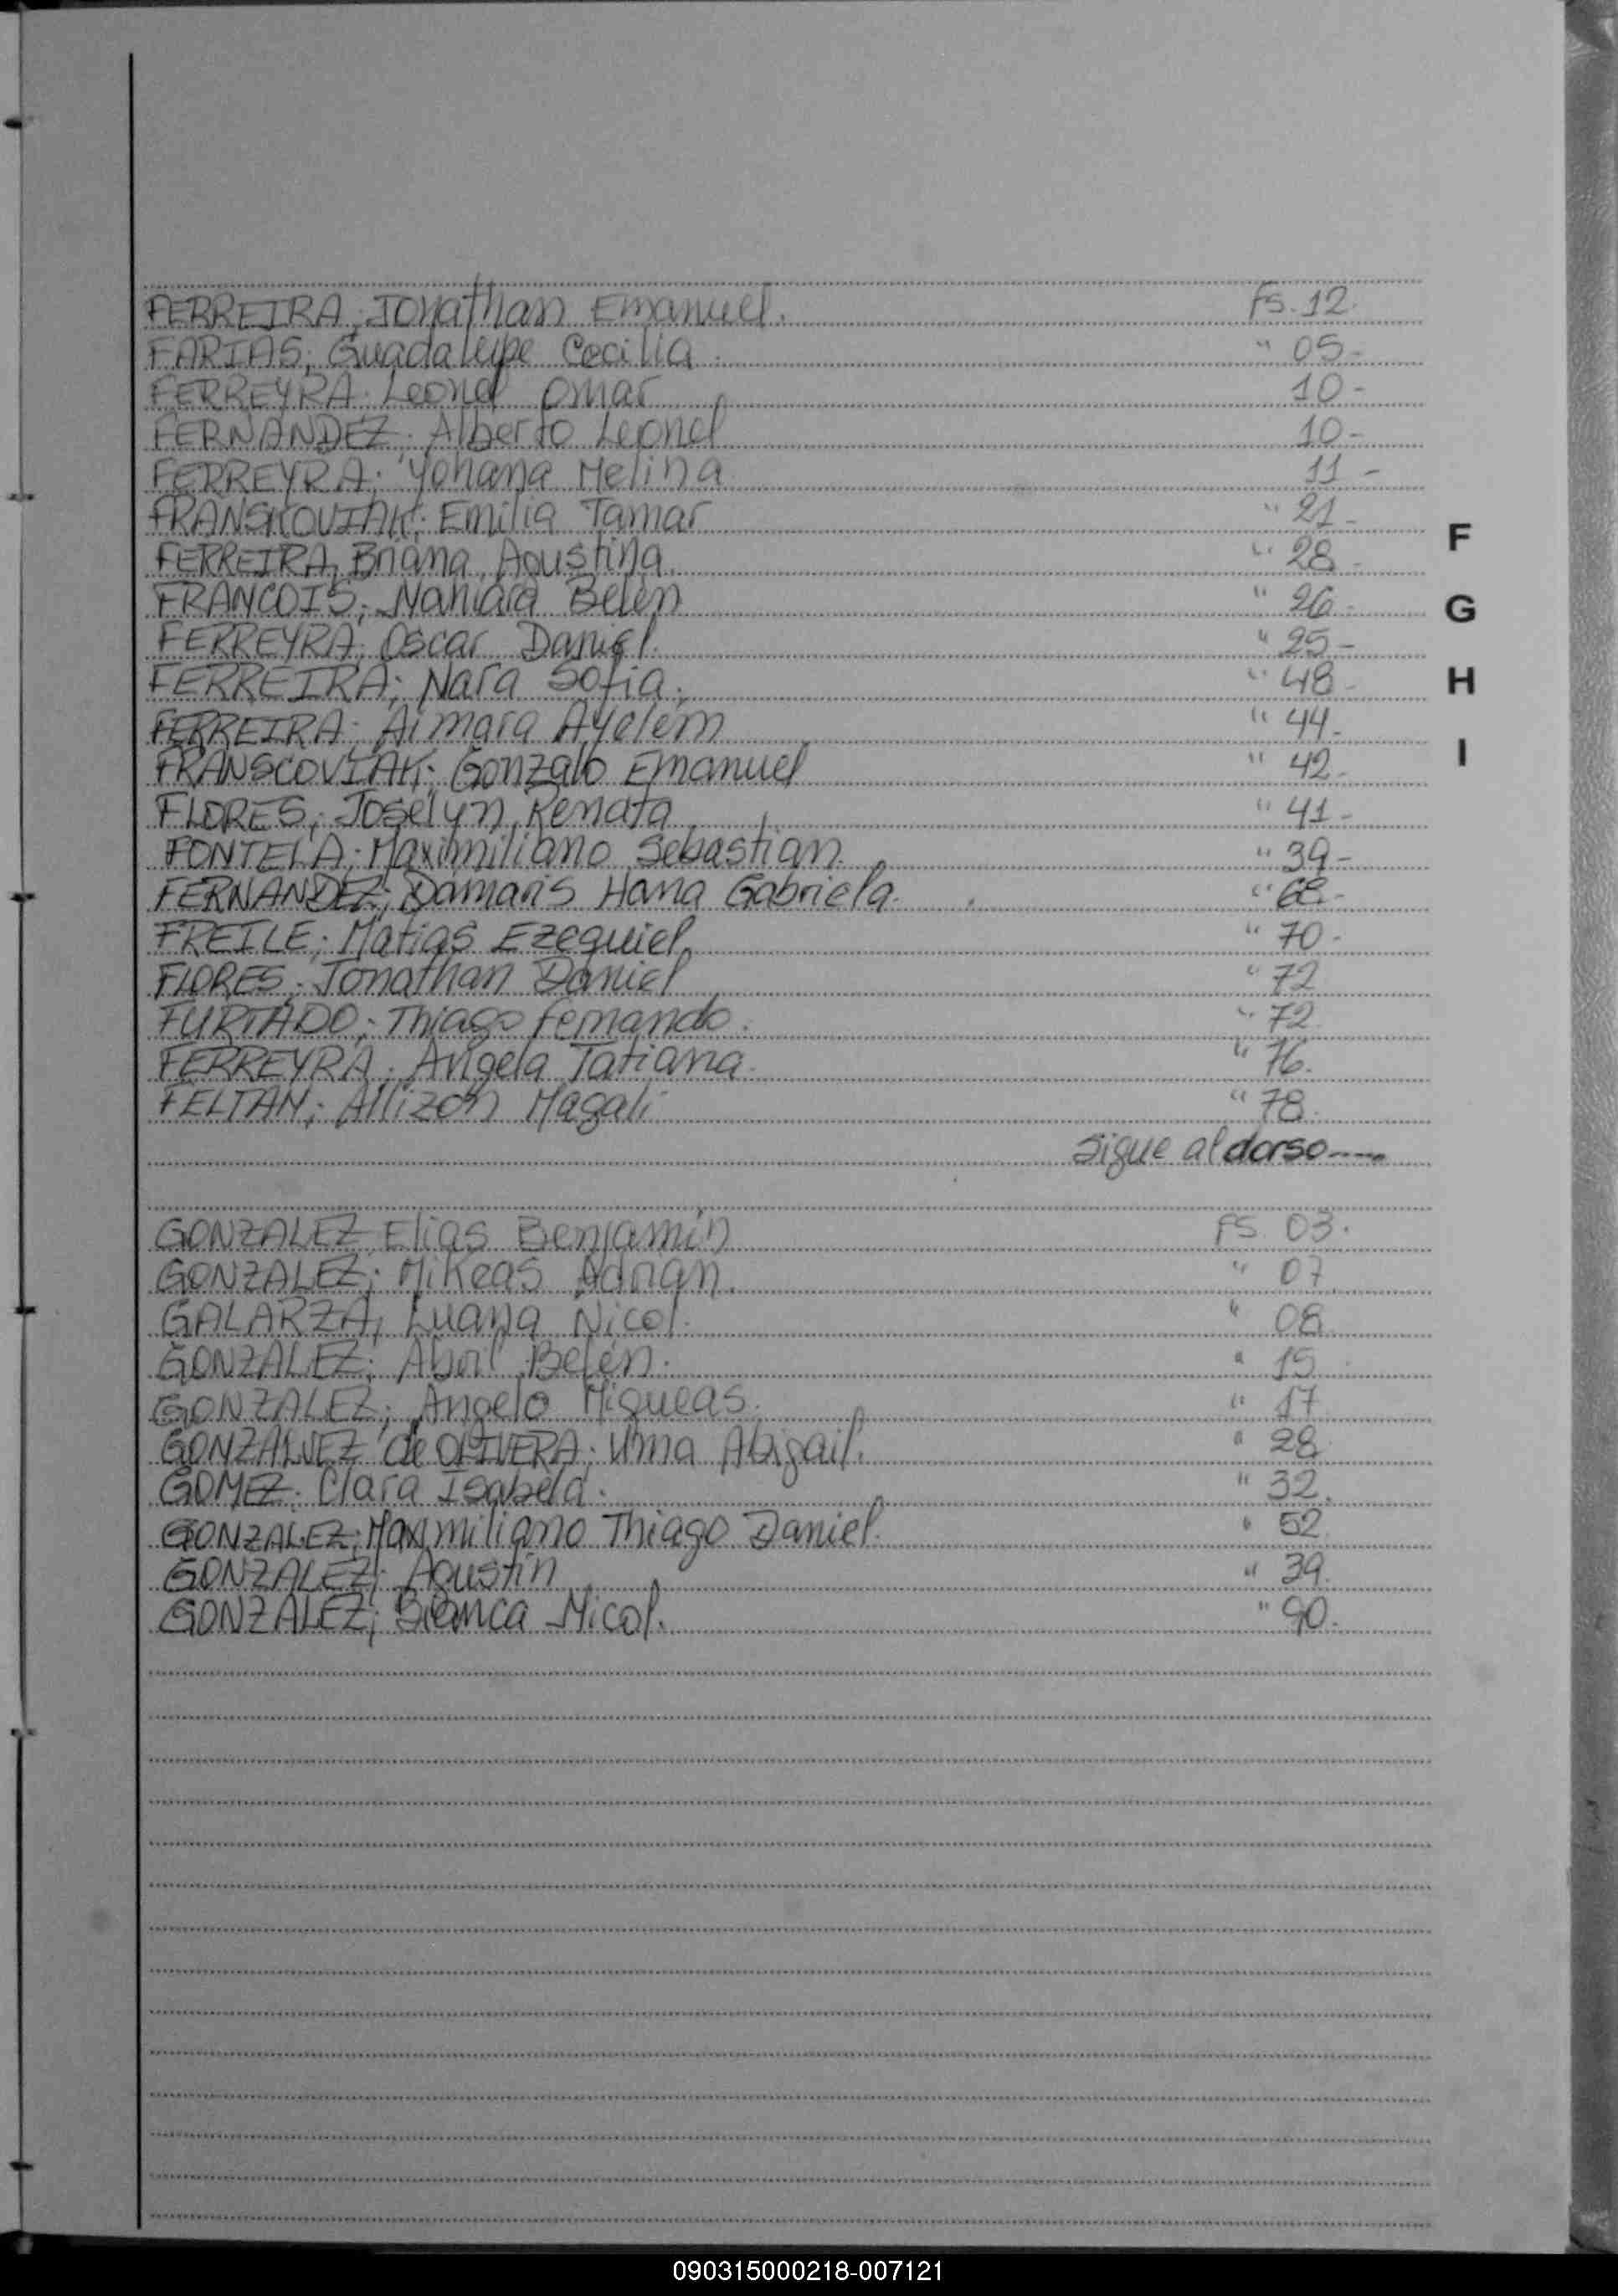 FERREIRA, Jonathan Emanuel. Fs. 12.
FARIAS; Guadalupe Cecilia. " 05-
FERREYRA; Leonel Omar 10-
FERNANDEZ; Alberto Leonel 10-
FERREYRA; Yohana Melina 11-
FRANSKOVIAK; Emilia Tamar " 21-
FERREIRA, Briana, Agustina. " 28-
FRANCOIS; Naniara Belen " 26-
FERREYRA; Oscar Daniel. " 25-
FERREIRA; Nara Sofia. " 48-
FERREIRA; Aimara Ayelem " 44-
FRANSCOVIAK; Gonzalo Emanuel " 42-
FLORES; Joselyn, Renata " 41-
FONTELA; Maximiliano Sebastian. " 39-
FERNANDEZ; Damaris Hana Gabriela. " 68-
FREILE; Matias Ezequiel, " 70-
FLORES; Jonathan Daniel " 72
FURTADO; Thiago Fernando. " 72
FERREYRA; Angela Tatiana. " 76.
FELTAN; Allizon Magali " 78.
Sigue al dorso----
GONZALEZ, Elias Benjamín FS. 03.
GONZALEZ; Mikeas Adrian. " 07
GALARZA; Luana Nicol. " 08.
GONZALEZ; Abril Belén. " 15
GONZALEZ; Angelo Miqueas. " 17
GONZALVEZ de OLIVERA; Uma Abigail. " 28
GOMEZ. Clara Isabela. " 32.
GONZALEZ; Maximiliano Thiago Daniel. " 52.
GONZALEZ; Agustín " 39.
GONZALEZ; Bianca Micol. " 90.
F
G
H
I
090315000218-007121